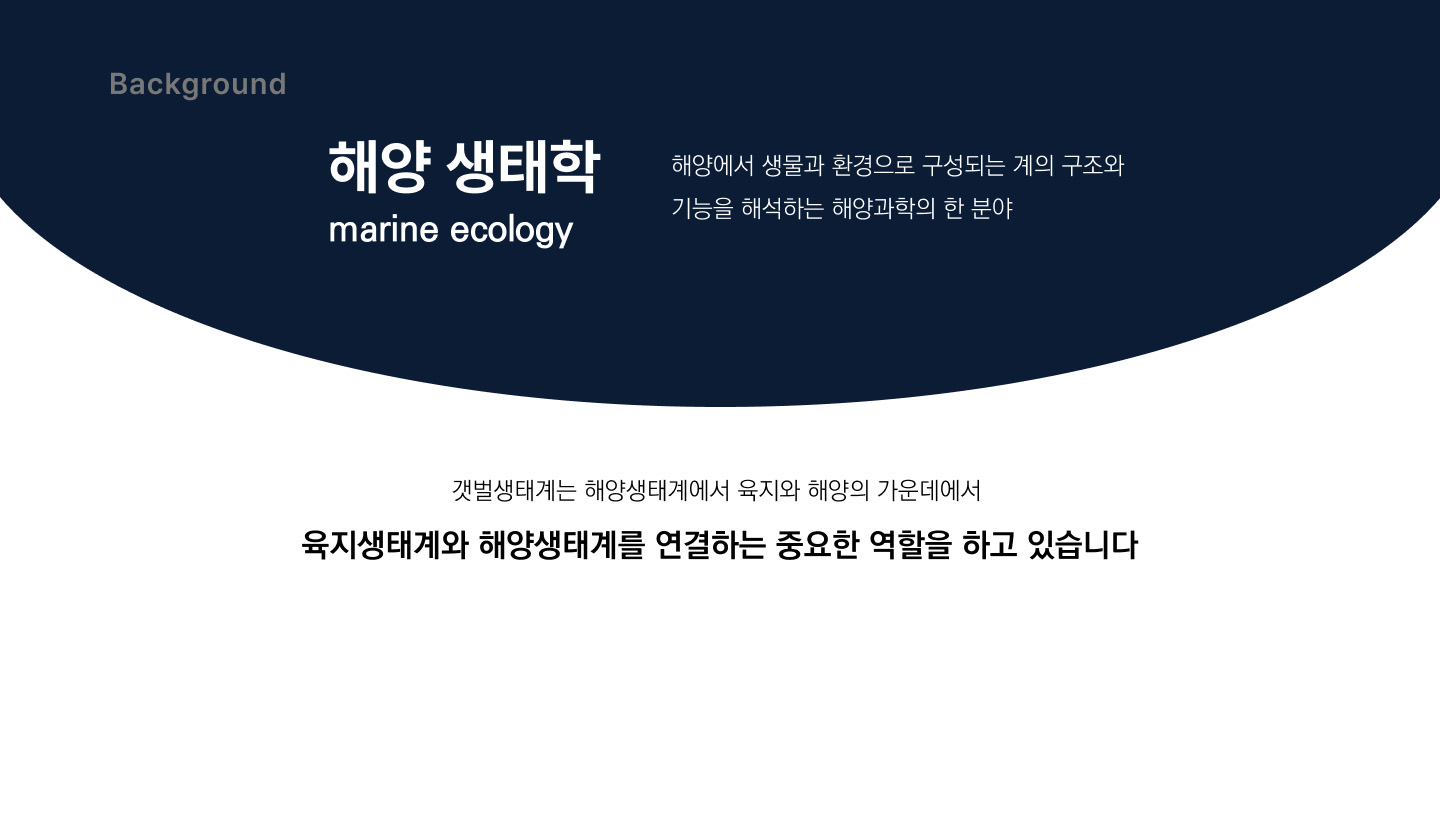 Background
해양 생태학
marine ecology
해양에서 생물과 환경으로 구성되는 계의 구조와
기능을 해석하는 해양과학의 한 분야
갯벌생태계는 해양생태계에서 육지와 해양의 가운데에서
육지생태계와 해양생태계를 연결하는 중요한 역할을 하고 있습니다